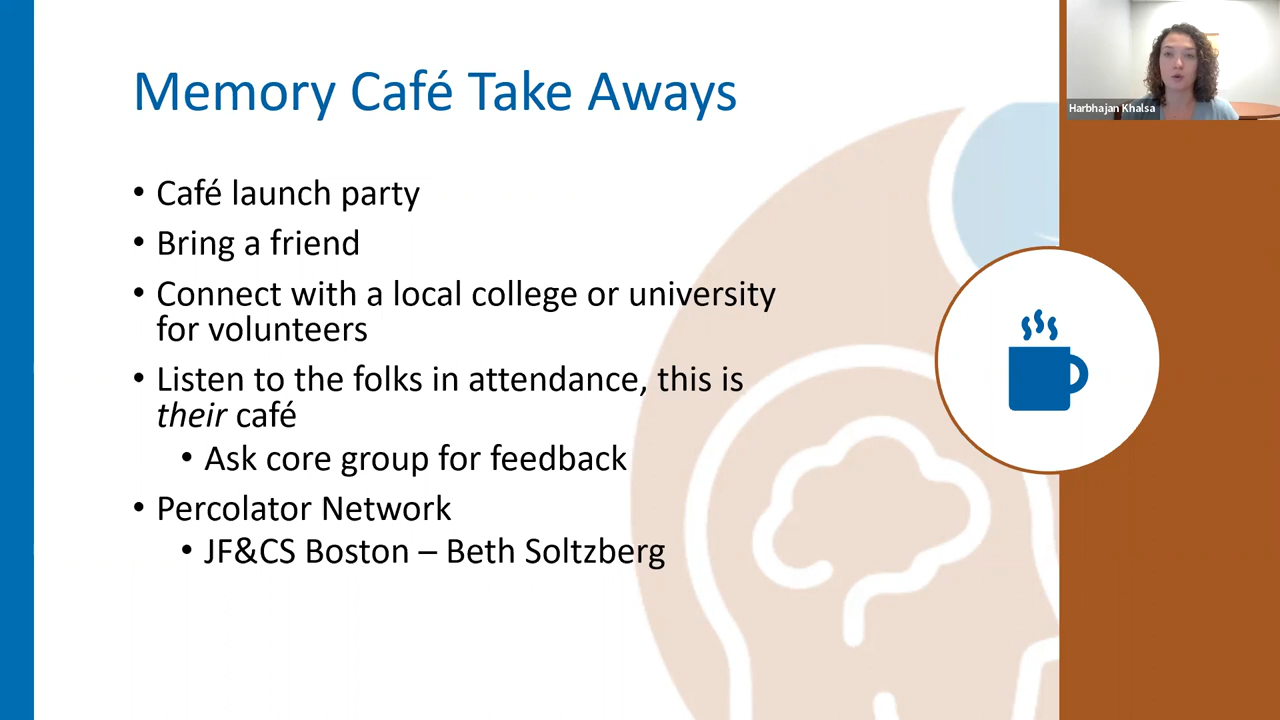 Memory Café Take Aways
Harbhajan Khalsa
• Café launch party
• Bring a friend
• Connect with a local college or university
for volunteers
• Listen to the folks in attendance, this is
their café
• Ask core group for feedback
• Percolator Network
• JF&CS Boston – Beth Soltzberg